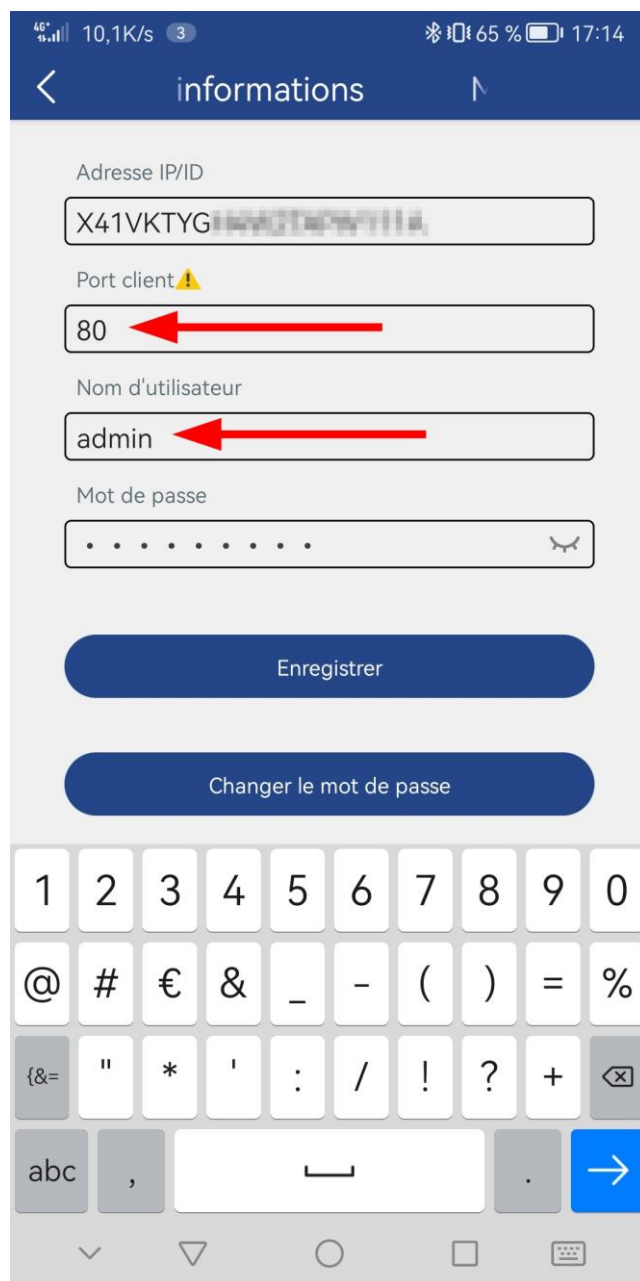 4G+ 10,1K/s 3 65 % 17:14
informations
Adresse IP/ID
X41VKTYG
Port client
80
Nom d'utilisateur
admin
Mot de passe
• • • • • • • • •
Enregistrer
Changer le mot de passe
1 2 3 4 5 6 7 8 9 0
@ # € & _ - ( ) = %
{&= " * ' : / ! ? +
abc , .